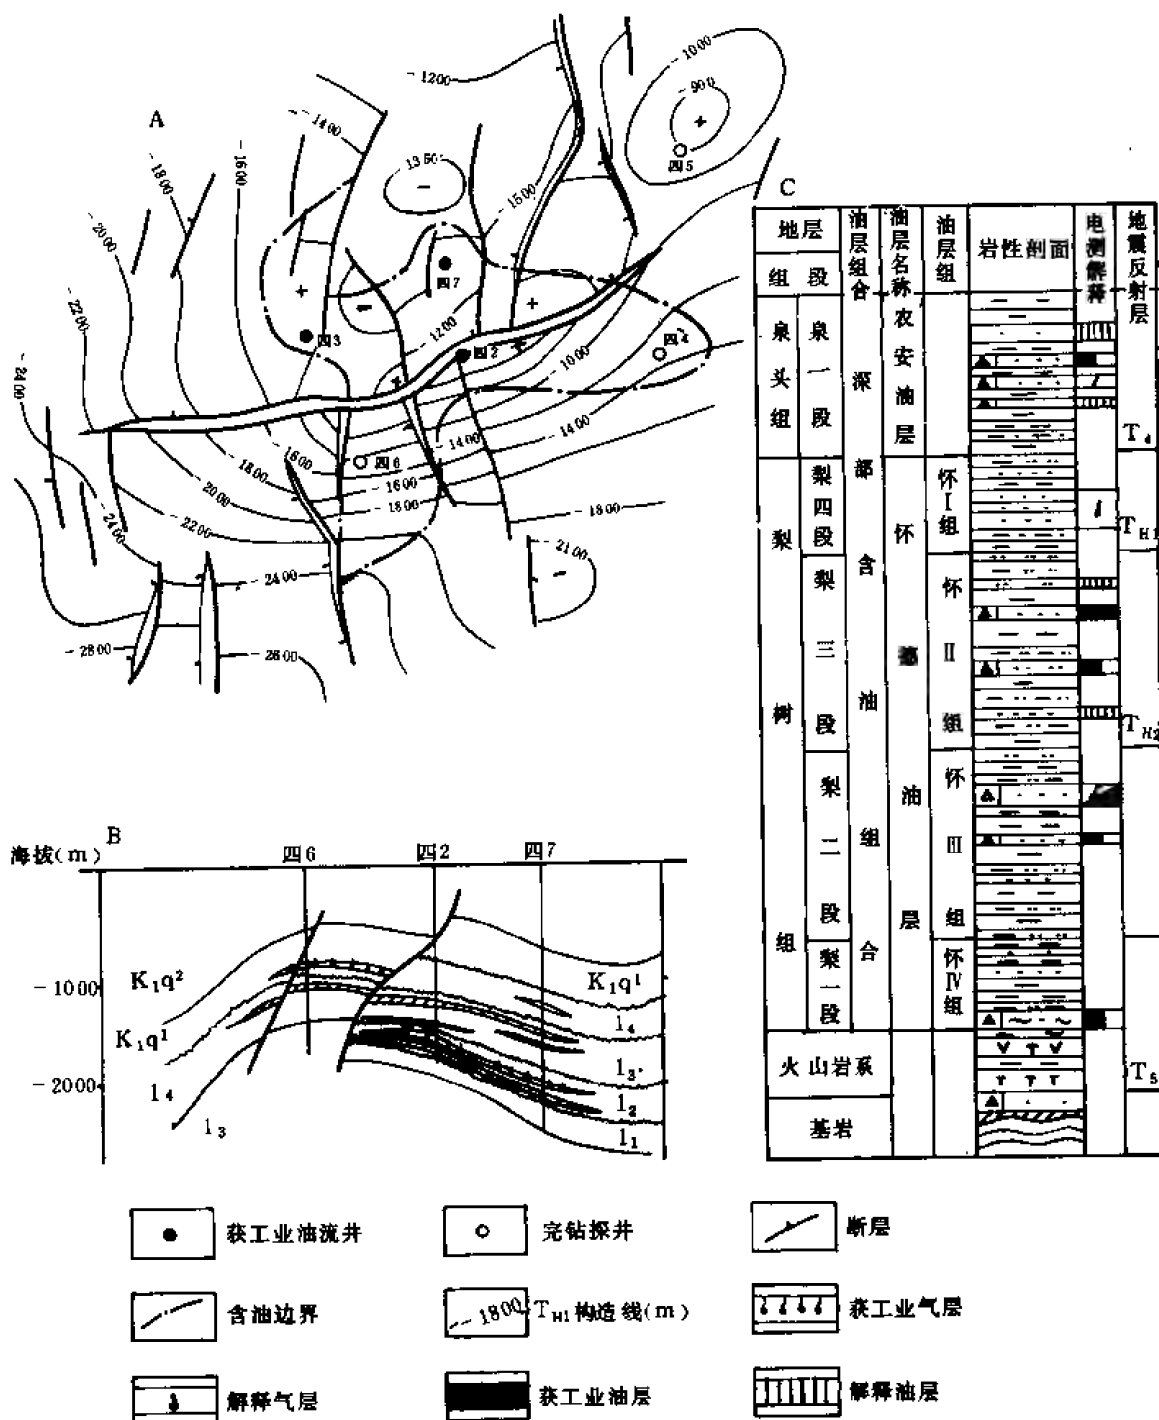 A
-1200
-1000
-900
四5
-1400
-1600
-1800
-2000
-2200
-2400
1350
-1500
四7
四3
1200
四2
1000
四4
四6
-1400
-1400
-1600
-1600
-1800
-1800
-1800
-2000
-2200
-2400
-2400
-2100
-2800
-2600
C
地层
组 段
油层组合
油层名称
油层组
岩性剖面
电测解释
地震反射层
泉头组
泉一段
农安油层
T4
深部含油组合
梨树组
梨四段
怀Ⅰ组
TH1
怀德油层
梨三段
怀Ⅱ组
TH2
梨二段
怀Ⅲ组
梨一段
怀Ⅳ组
火山岩系
T5
基岩
B
海拔(m)
四6
四2
四7
-1000
-2000
K1q2
K1q1
l4
l3
K1q1
l4
l3
l2
l1
获工业油流井
完钻探井
断层
含油边界
-1800
TH1构造线(m)
获工业气层
解释气层
获工业油层
解释油层